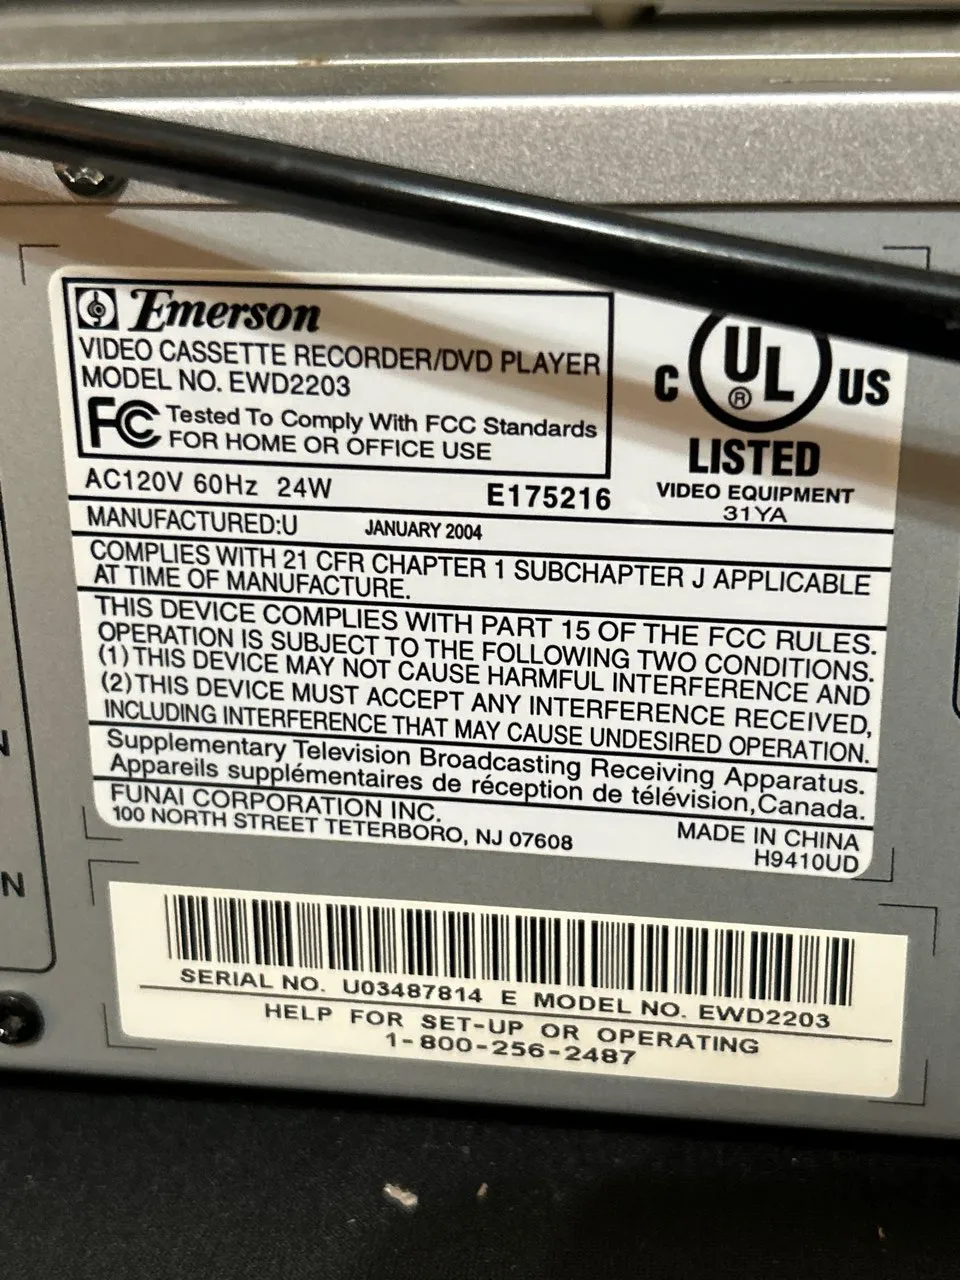 Emerson
VIDEO CASSETTE RECORDER/DVD PLAYER
MODEL NO. EWD2203
FC Tested To Comply With FCC Standards
FOR HOME OR OFFICE USE
C UL ® US
LISTED
VIDEO EQUIPMENT
31YA
AC120V 60Hz 24W E175216
MANUFACTURED:U JANUARY 2004
COMPLIES WITH 21 CFR CHAPTER 1 SUBCHAPTER J APPLICABLE
AT TIME OF MANUFACTURE.
THIS DEVICE COMPLIES WITH PART 15 OF THE FCC RULES.
OPERATION IS SUBJECT TO THE FOLLOWING TWO CONDITIONS.
(1) THIS DEVICE MAY NOT CAUSE HARMFUL INTERFERENCE AND
(2) THIS DEVICE MUST ACCEPT ANY INTERFERENCE RECEIVED,
INCLUDING INTERFERENCE THAT MAY CAUSE UNDESIRED OPERATION.
Supplementary Television Broadcasting Receiving Apparatus.
Appareils supplémentaires de réception de télévision,Canada.
FUNAI CORPORATION INC.
100 NORTH STREET TETERBORO, NJ 07608
MADE IN CHINA
H9410UD
N
SERIAL NO. U03487814 E MODEL NO. EWD2203
HELP FOR SET-UP OR OPERATING
1-800-256-2487